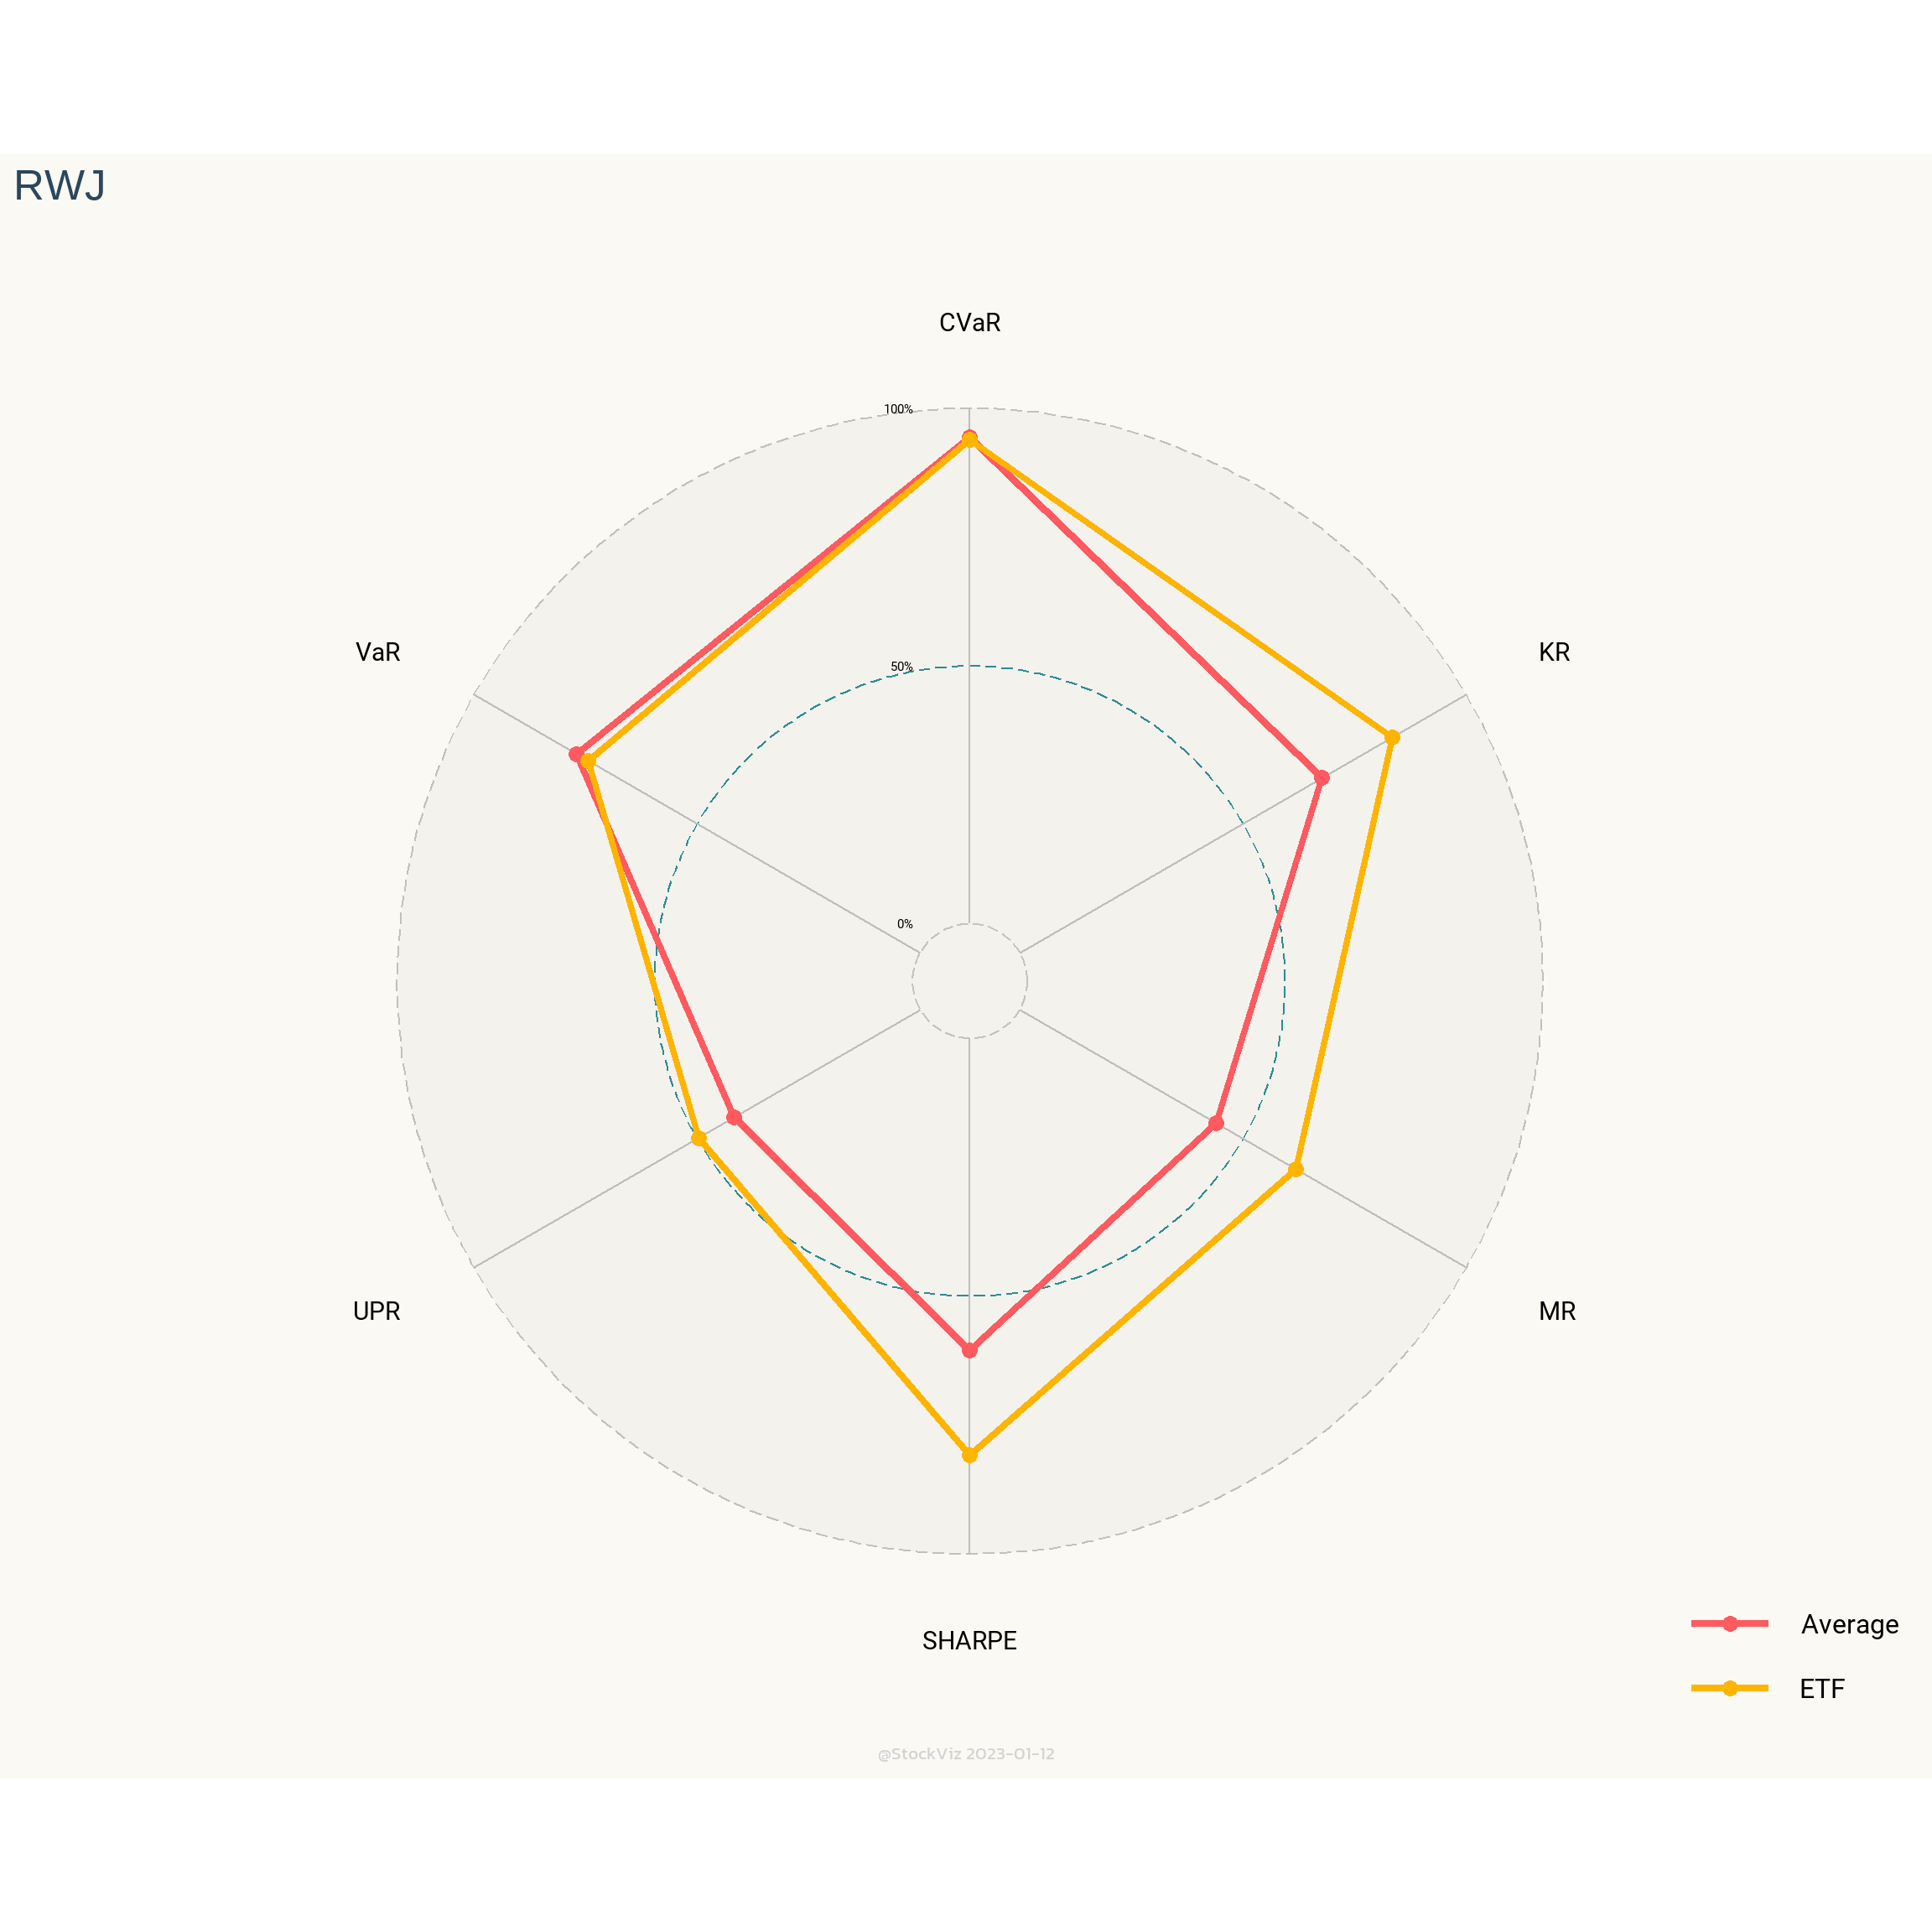 RWJ
CVaR
100%
VaR
KR
50%
0%
UPR
MR
SHARPE
Average
ETF
@StockViz 2023-01-12